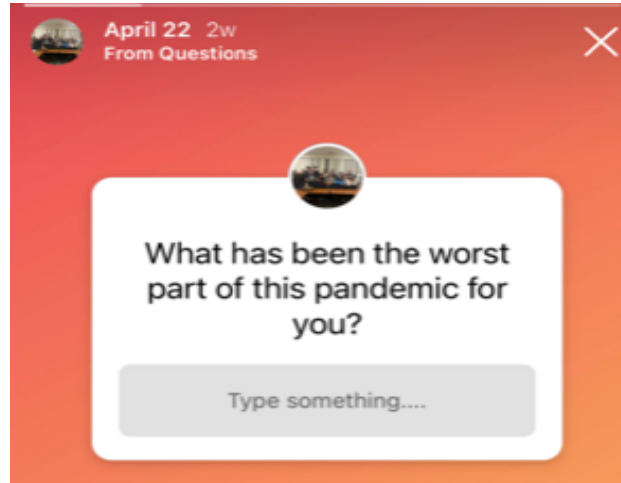 April 22 2w
From Questions
What has been the worst
part of this pandemic for
you?
Type something....